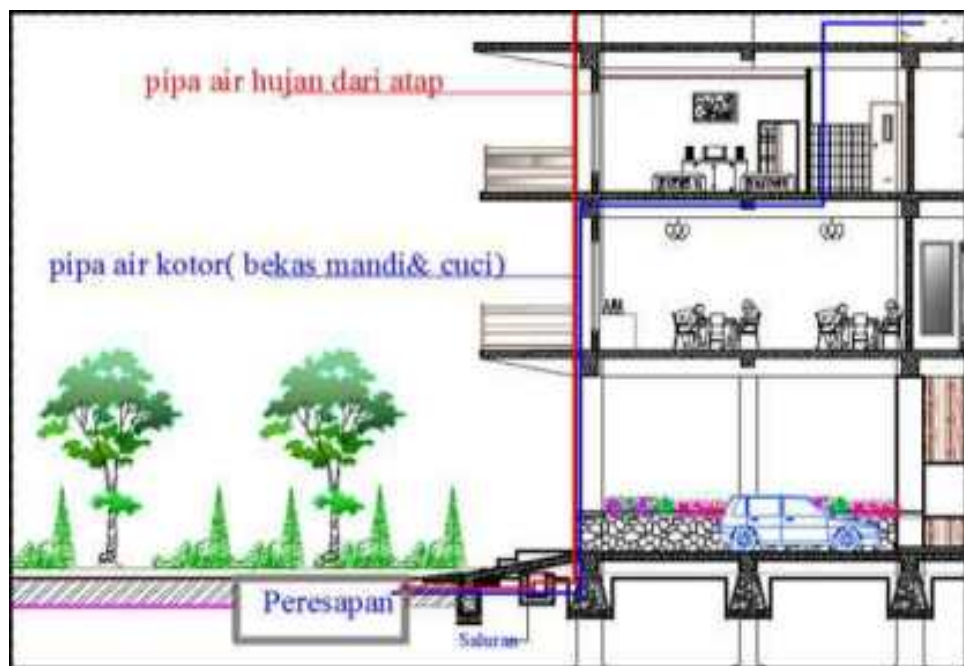 pipa air hujan dari atap
pipa air kotor( bekas mandi& cuci)
Peresapan
Saluran